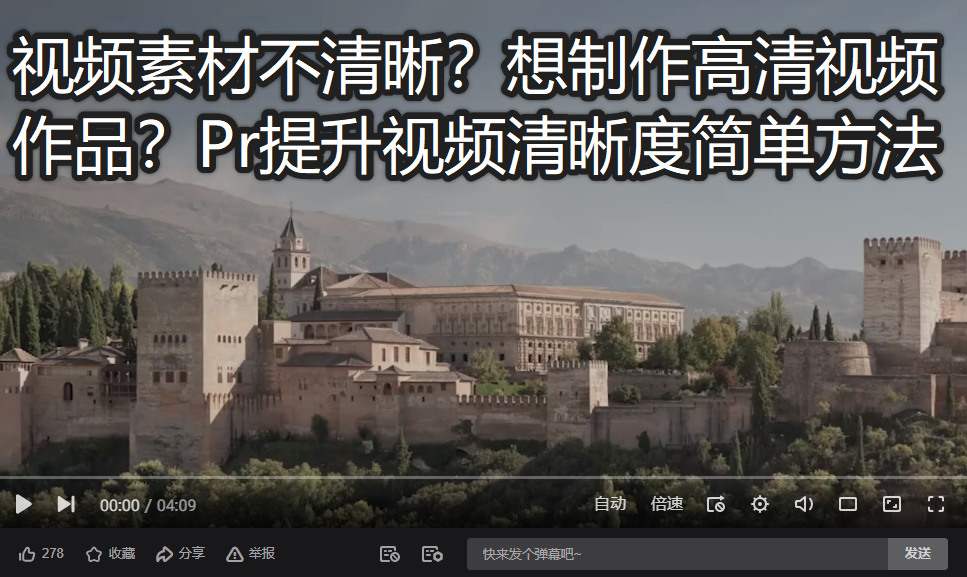 视频素材不清晰？想制作高清视频
作品？Pr提升视频清晰度简单方法
00:00 / 04:09 自动 倍速
278 收藏 分享 举报 快来发个弹幕吧~ 发送